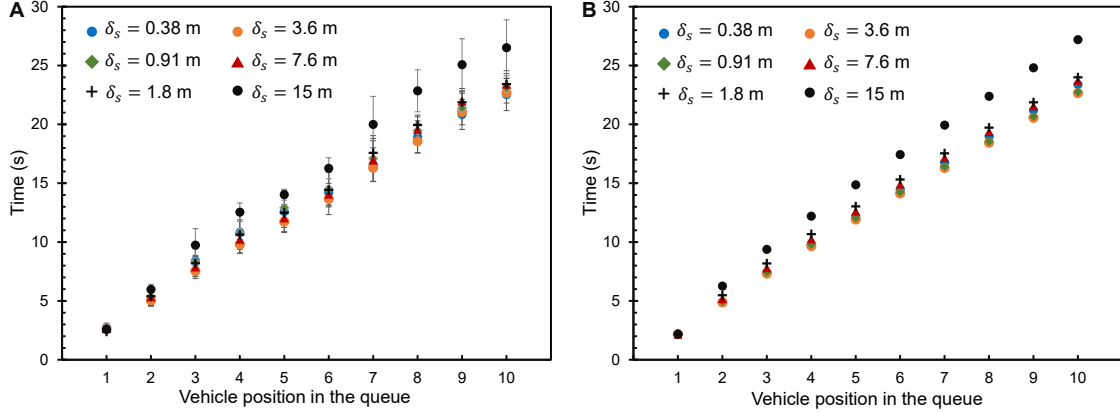 A
Time (s)
30
25
20
15
10
5
0
δs = 0.38 m
δs = 3.6 m
δs = 0.91 m
δs = 7.6 m
δs = 1.8 m
δs = 15 m
1 2 3 4 5 6 7 8 9 10
Vehicle position in the queue
B
Time (s)
30
25
20
15
10
5
0
δs = 0.38 m
δs = 3.6 m
δs = 0.91 m
δs = 7.6 m
δs = 1.8 m
δs = 15 m
1 2 3 4 5 6 7 8 9 10
Vehicle position in the queue